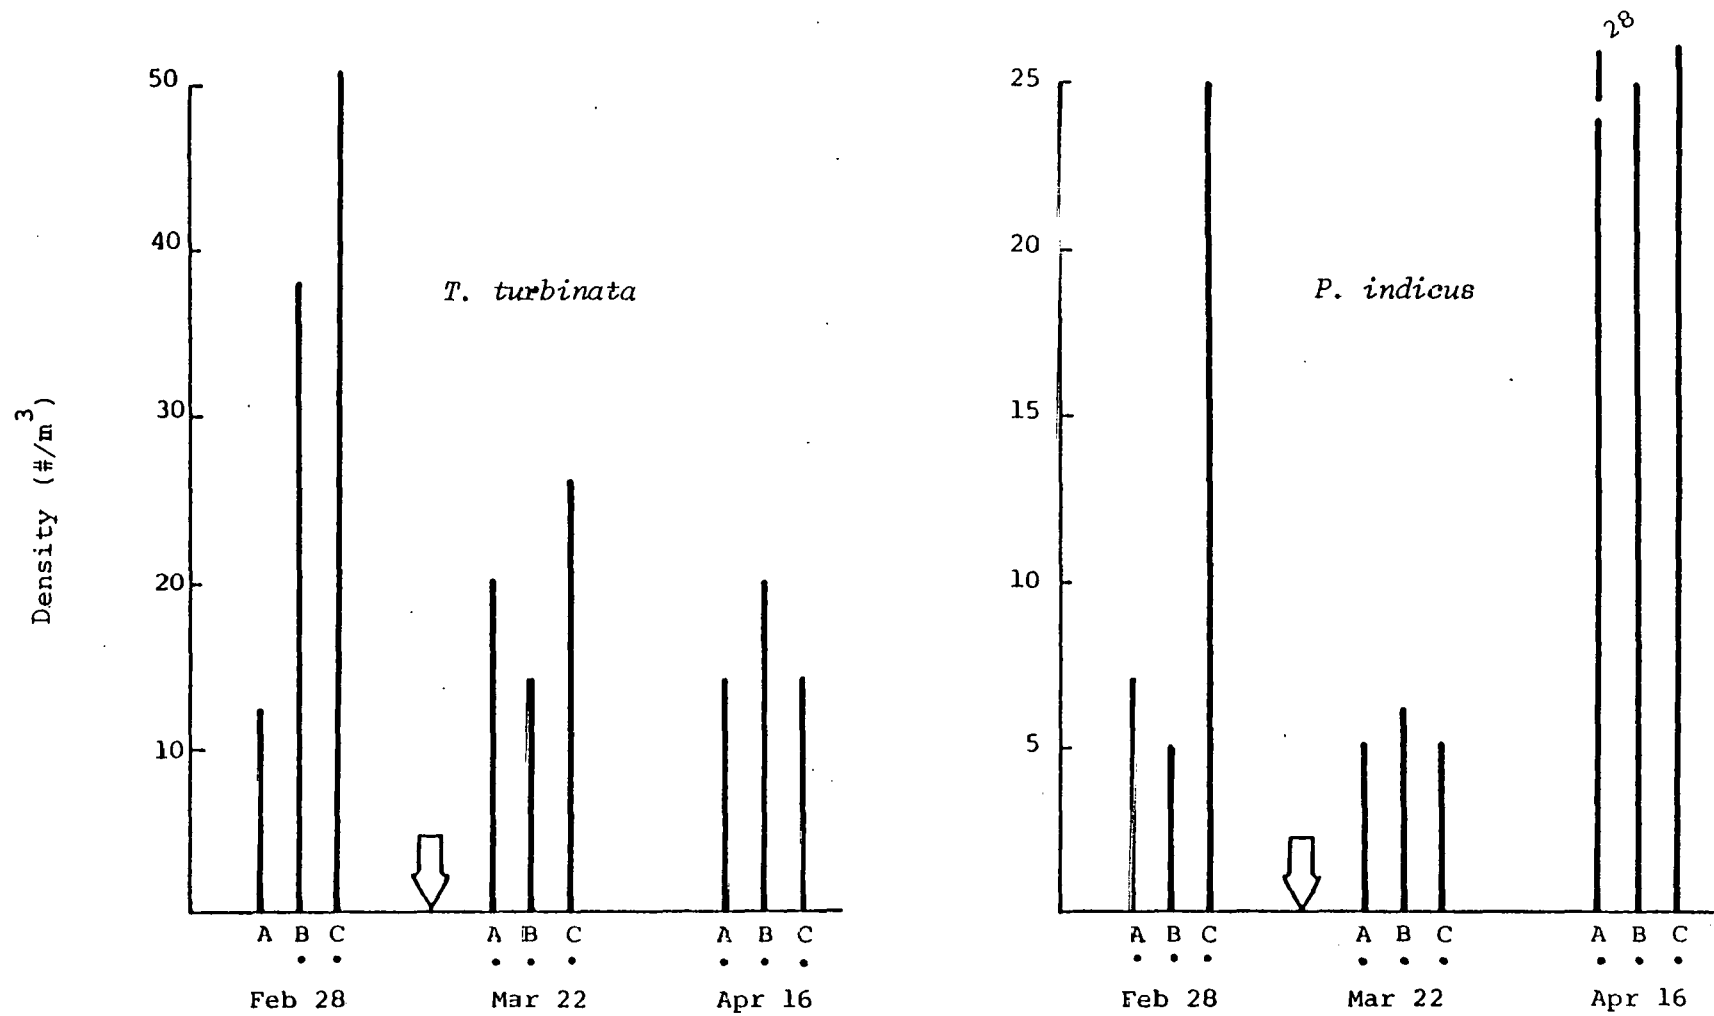 Density (#/m³)
50
40
30
20
10
T. turbinata
A B C
A B C
A B C
Feb 28
Mar 22
Apr 16
28
25
20
15
10
5
P. indicus
A B C
A B C
A B C
Feb 28
Mar 22
Apr 16